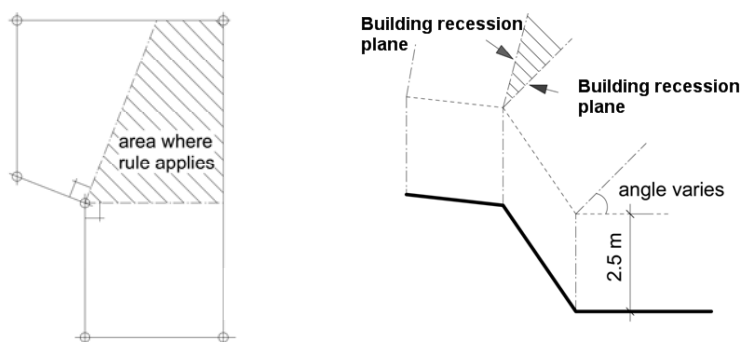 area where
rule applies
Building recession
plane
Building recession
plane
angle varies
2.5 m